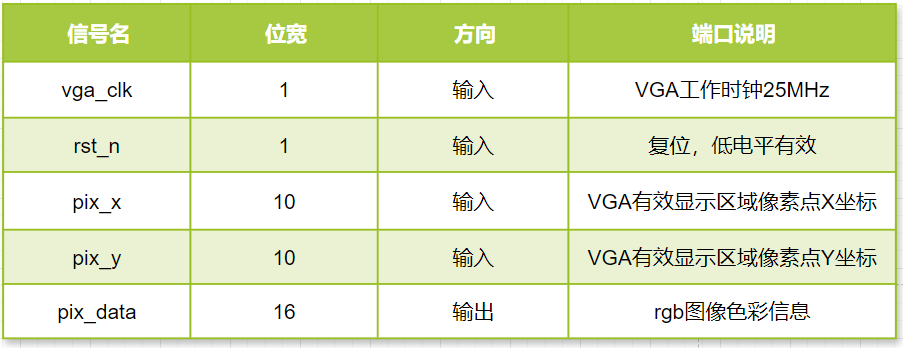 信号名 位宽 方向 端口说明
vga_clk 1 输入 VGA工作时钟25MHz
rst_n 1 输入 复位，低电平有效
pix_x 10 输入 VGA有效显示区域像素点X坐标
pix_y 10 输入 VGA有效显示区域像素点Y坐标
pix_data 16 输出 rgb图像色彩信息